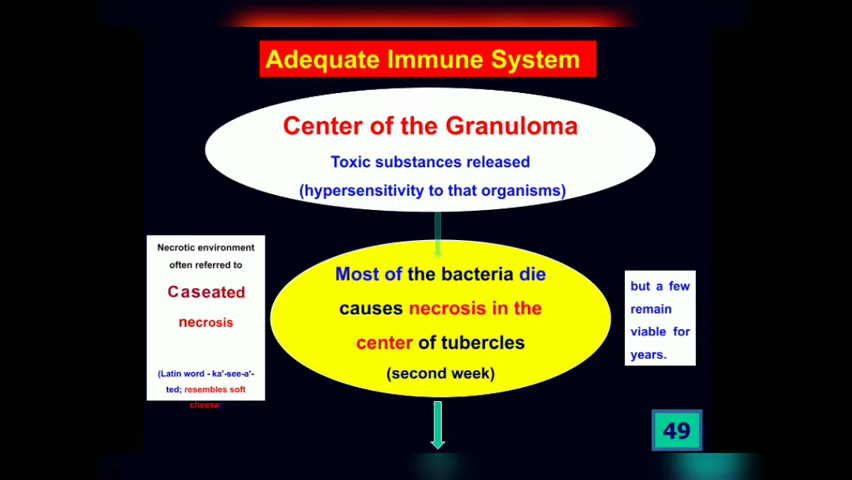 Adequate Immune System
Center of the Granuloma
Toxic substances released
(hypersensitivity to that organisms)
Necrotic environment
often referred to
Caseated
necrosis
(Latin word - ka'-see-a'-
ted; resembles soft
cheese
Most of the bacteria die
causes necrosis in the
center of tubercles
(second week)
but a few
remain
viable for
years.
49